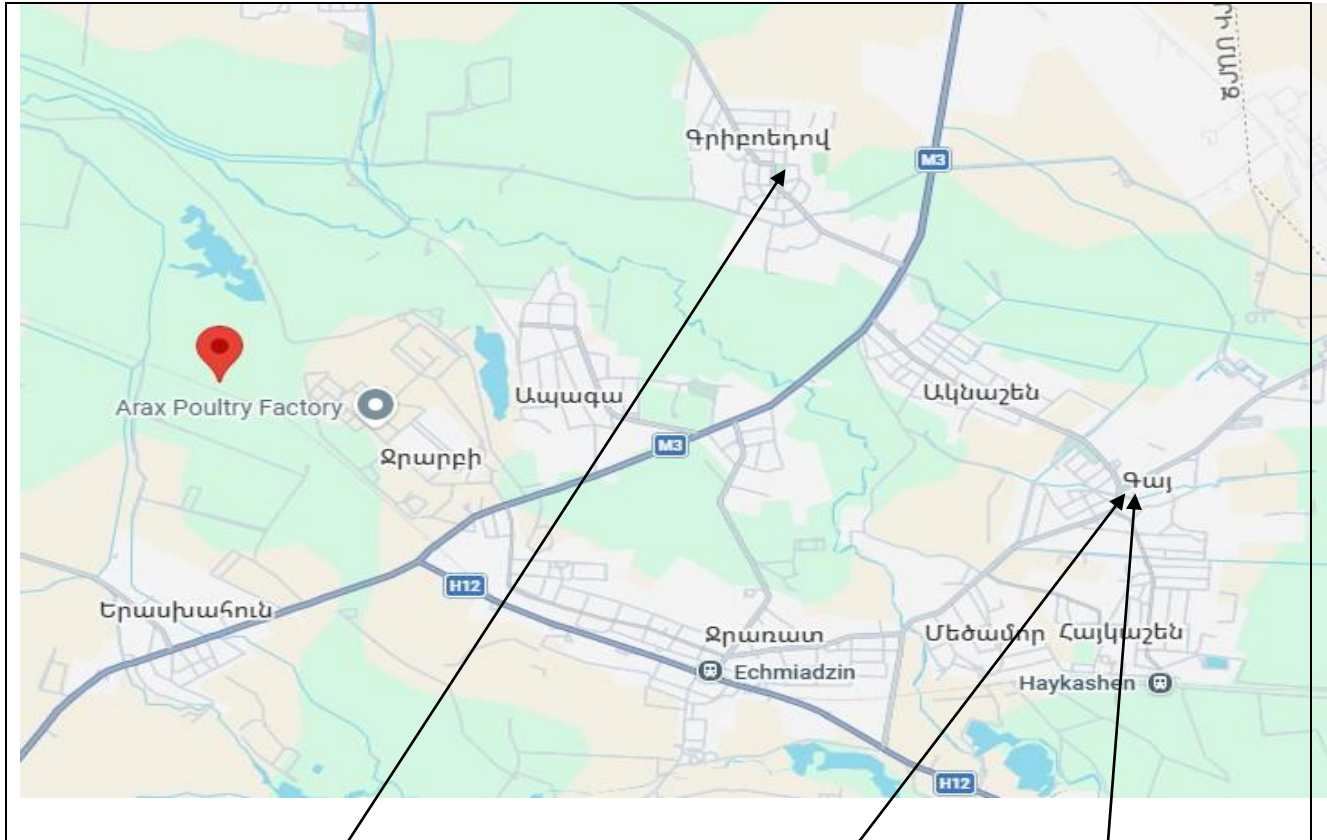 Գրիբոեդով
M3
Arax Poultry Factory
Ապագա
Ակնաշեն
M3
Ջրարբի
Գայ
H12
Երասխահուն
Ջրառատ
Մեծամոր
Հայկաշեն
Echmiadzin
Haykashen
H12